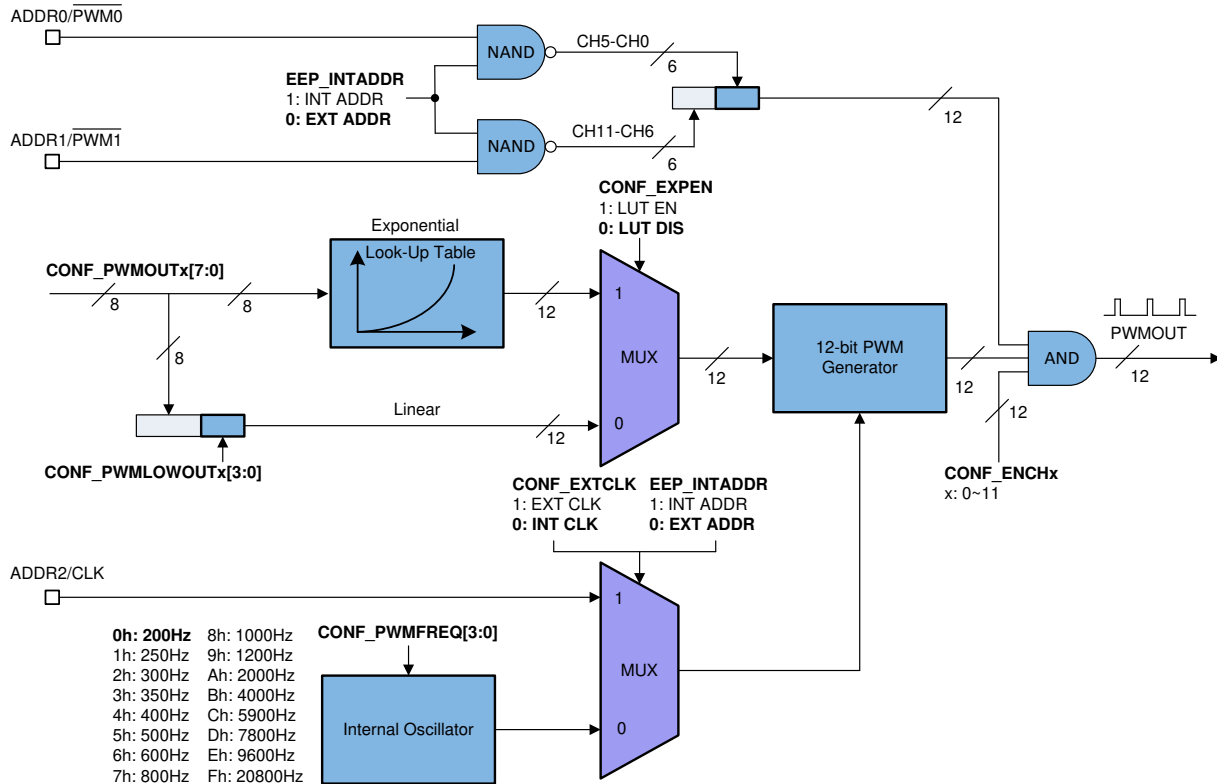 ADDR0/PWM0
NAND
CH5-CH0
6
EEP_INTADDR
1: INT ADDR
0: EXT ADDR
12
ADDR1/PWM1
NAND
CH11-CH6
6
CONF_EXPEN
1: LUT EN
0: LUT DIS
Exponential
Look-Up Table
CONF_PWMOUTx[7:0]
8
8
12
1
MUX
0
12
12-bit PWM
Generator
12
AND
PWMOUT
12
8
Linear
12
CONF_PWMLOWOUTx[3:0]
12
CONF_ENCHx
x: 0~11
CONF_EXTCLK
1: EXT CLK
0: INT CLK
EEP_INTADDR
1: INT ADDR
0: EXT ADDR
ADDR2/CLK
1
MUX
0
0h: 200Hz 8h: 1000Hz
1h: 250Hz 9h: 1200Hz
2h: 300Hz Ah: 2000Hz
3h: 350Hz Bh: 4000Hz
4h: 400Hz Ch: 5900Hz
5h: 500Hz Dh: 7800Hz
6h: 600Hz Eh: 9600Hz
7h: 800Hz Fh: 20800Hz
CONF_PWMFREQ[3:0]
Internal Oscillator